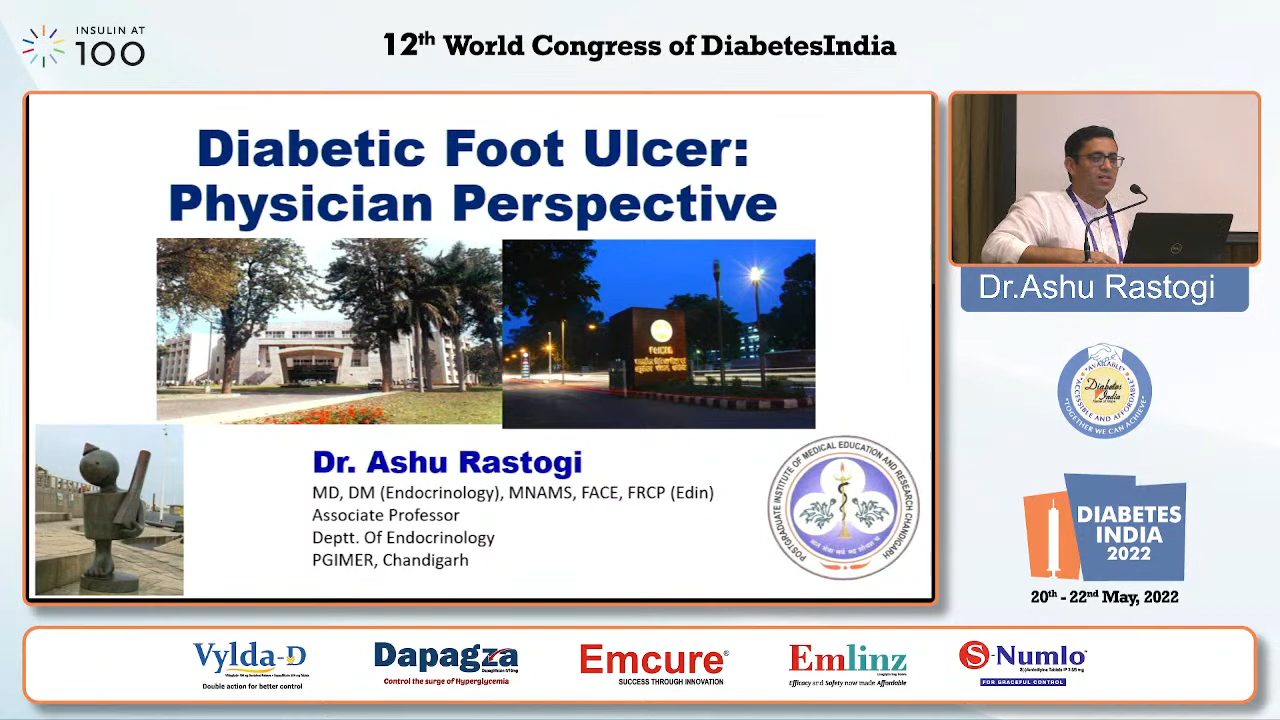 INSULIN AT
100
12th World Congress of DiabetesIndia
Diabetic Foot Ulcer:
Physician Perspective
Dr. Ashu Rastogi
MD, DM (Endocrinology), MNAMS, FACE, FRCP (Edin)
Associate Professor
Deptt. Of Endocrinology
PGIMER, Chandigarh
POSTGRADUATE INSTITUTE OF MEDICAL EDUCATION AND RESEARCH CHANDIGARH
Dr.Ashu Rastogi
AVAILABLE
ACCESSIBLE AND AFFORDABLE
Diabetes
India
"TOGETHER WE CAN ACHIEVE"
DIABETES
INDIA
2022
20th - 22nd May, 2022
Vylda-D
Double action for better control
Dapagza
Control the surge of Hyperglycemia
Emcure®
SUCCESS THROUGH INNOVATION
Emlinz
Efficacy and Safety now made Affordable
S-Numlo
FOR GRACEFUL CONTROL